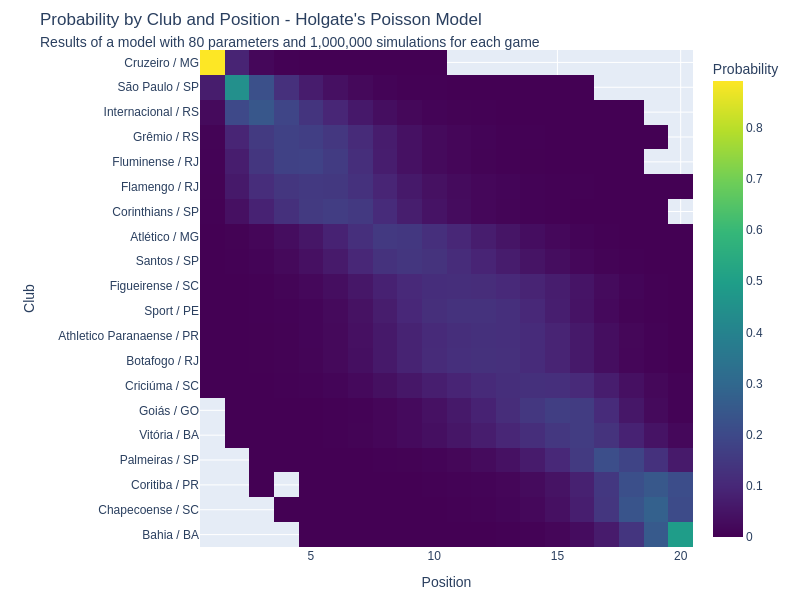 Probability by Club and Position - Holgate's Poisson Model
Results of a model with 80 parameters and 1,000,000 simulations for each game
Probability
Cruzeiro / MG
São Paulo / SP
Internacional / RS
Grêmio / RS
Fluminense / RJ
Flamengo / RJ
Corinthians / SP
Atlético / MG
Santos / SP
Figueirense / SC
Sport / PE
Athletico Paranaense / PR
Botafogo / RJ
Criciúma / SC
Goiás / GO
Vitória / BA
Palmeiras / SP
Coritiba / PR
Chapecoense / SC
Bahia / BA
Club
5
10
15
20
Position
0.8
0.7
0.6
0.5
0.4
0.3
0.2
0.1
0